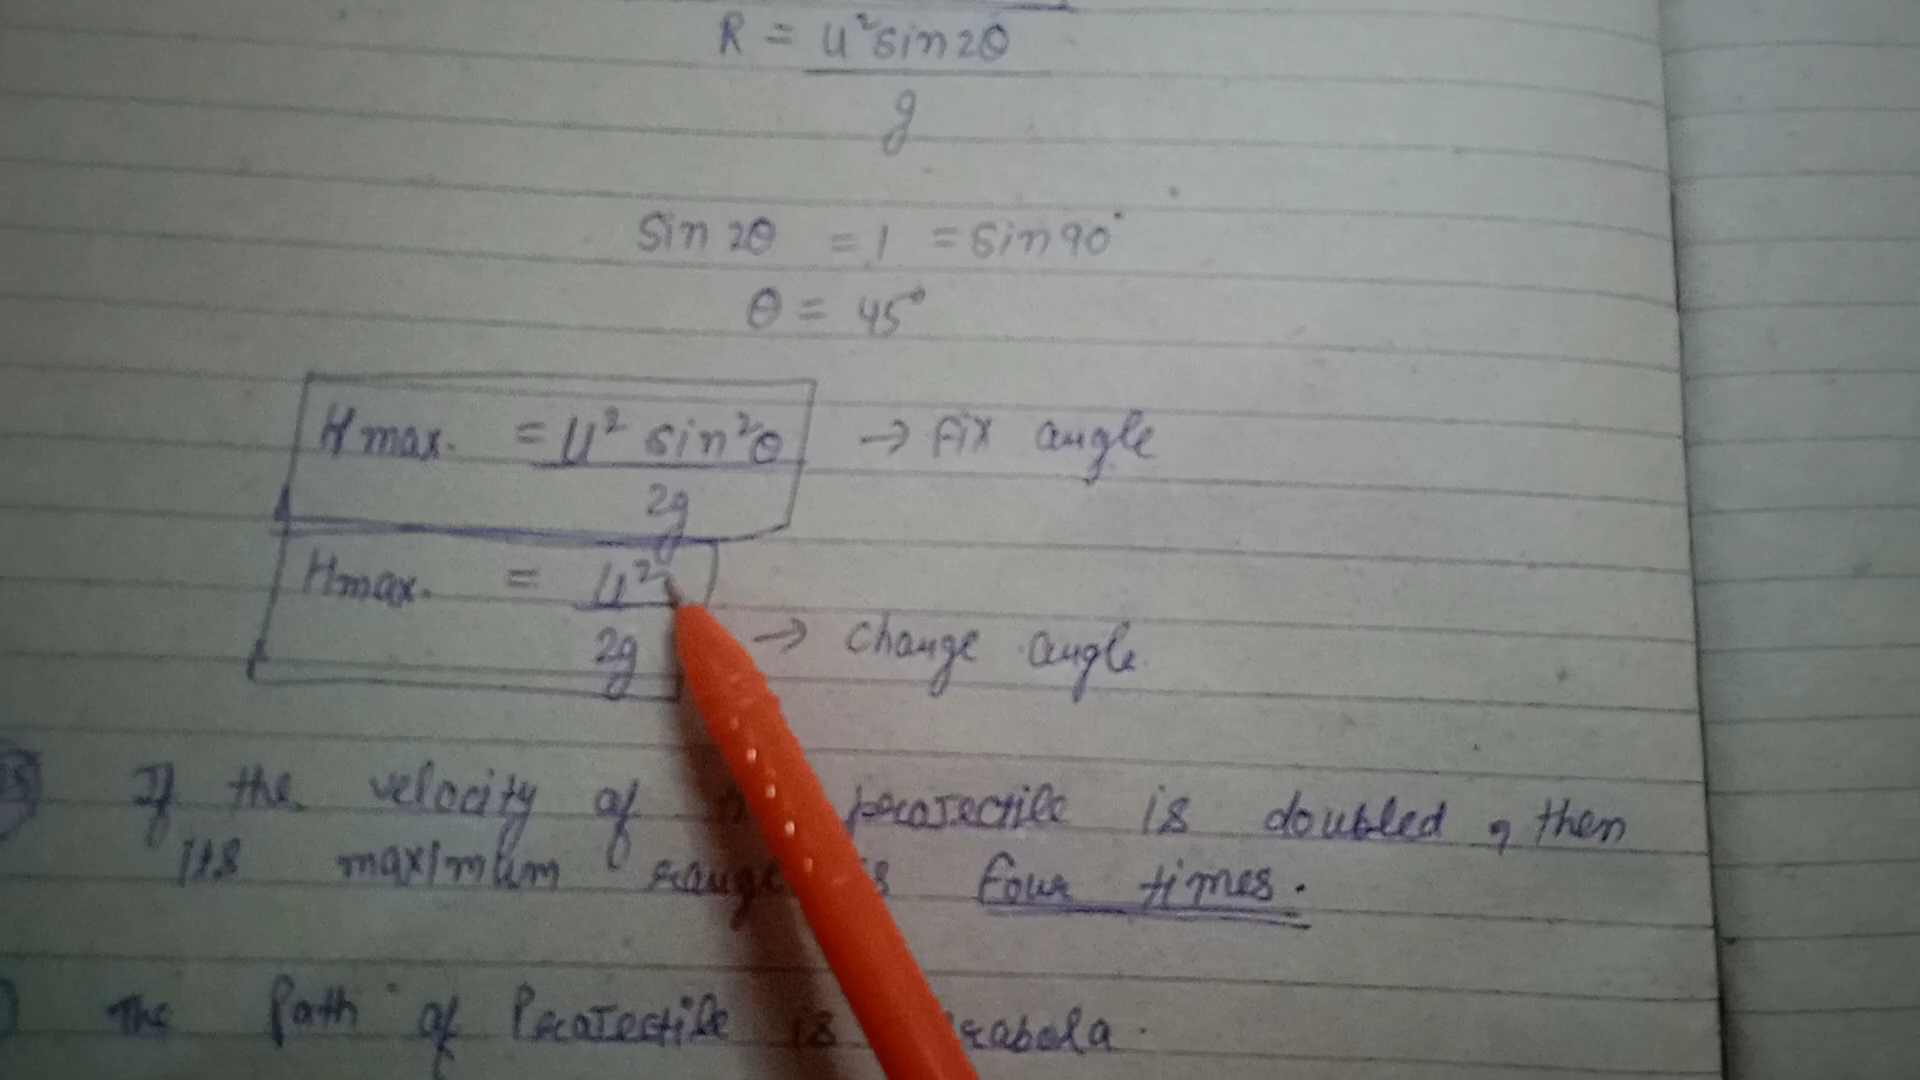 R = u²sin2θ
g
Sin 2θ = 1 = sin90°
θ = 45°
Hmax. = u² sin²θ → Fix angle
2g
Hmax. = u²
2g → change angle.
If the velocity of projectile is doubled, then
its maximum range is four times.
The Path of Projectile is